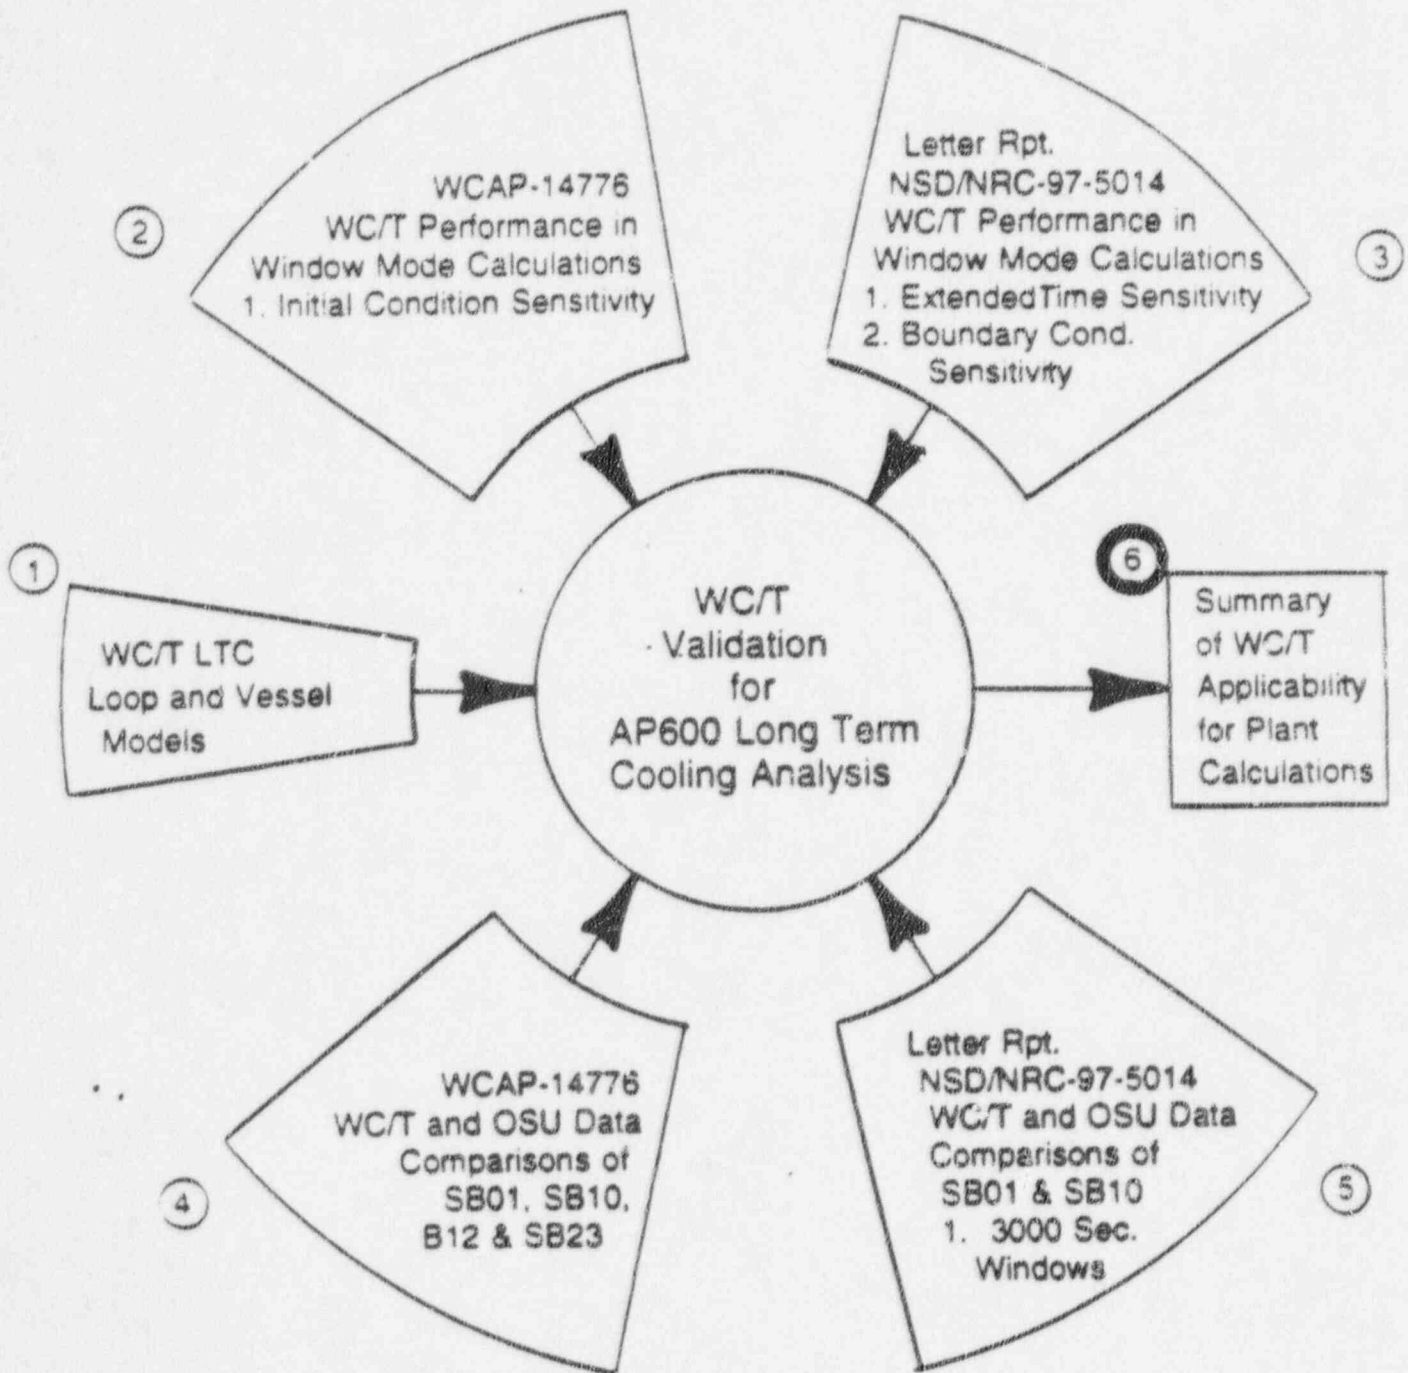 2
WCAP-14776
WC/T Performance in
Window Mode Calculations
1. Initial Condition Sensitivity
3
Letter Rpt.
NSD/NRC-97-5014
WC/T Performance in
Window Mode Calculations
1. ExtendedTime Sensitivity
2. Boundary Cond.
Sensitivity
1
WC/T LTC
Loop and Vessel
Models
WC/T
Validation
for
AP600 Long Term
Cooling Analysis
6
Summary
of WC/T
Applicability
for Plant
Calculations
4
WCAP-14776
WC/T and OSU Data
Comparisons of
SB01, SB10,
B12 & SB23
5
Letter Rpt.
NSD/NRC-97-5014
WC/T and OSU Data
Comparisons of
SB01 & SB10
1. 3000 Sec.
Windows